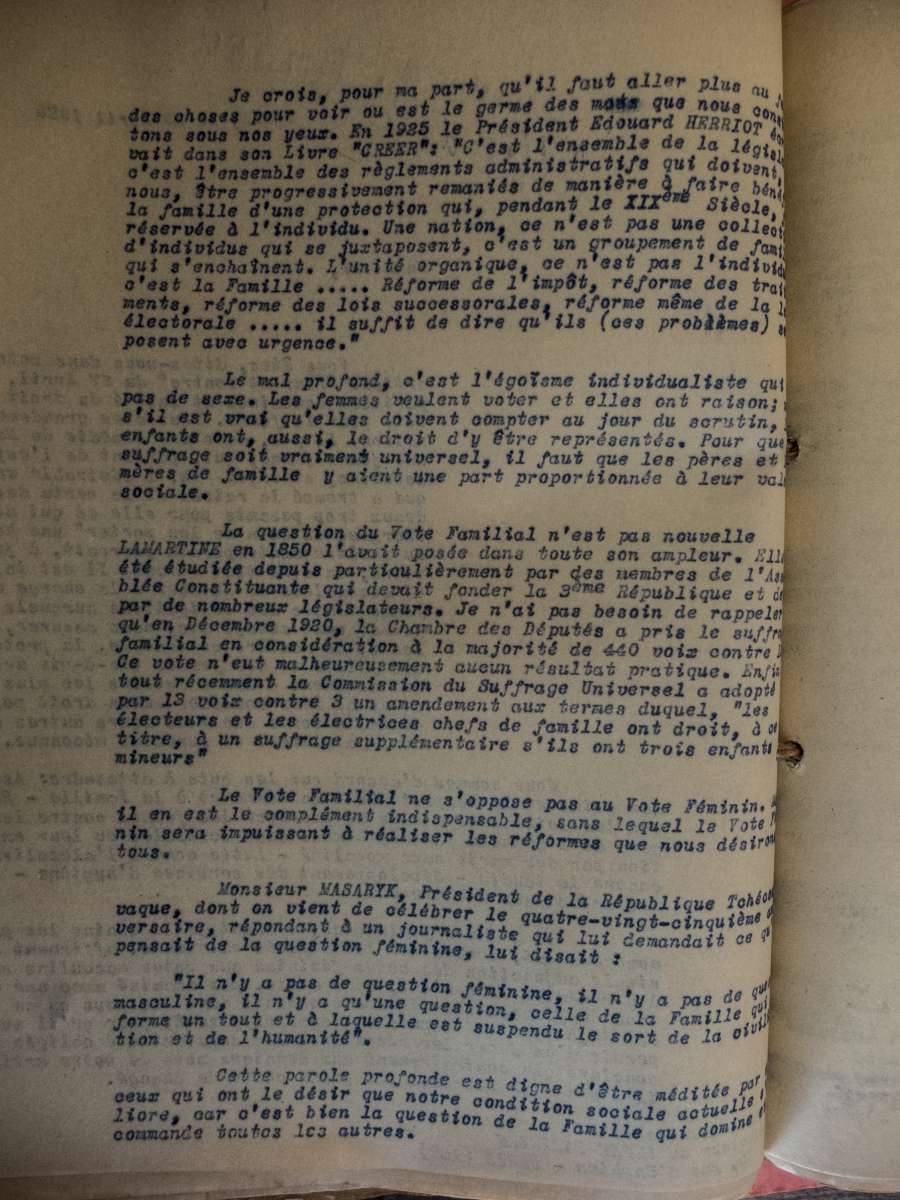 Je crois, pour ma part, qu'il faut aller plus au
des choses pour voir ou est le germe des que nous cons
tons sous nos yeux. En 1925 le Président Edouard HERRIOT
vait dans son Livre "CREER": "C'est l'ensemble de la législ
c'est l'ensemble des règlements administratifs qui doivent,
nous, être progressivement remaniés de manière à faire béné
la famille d'une protection qui, pendant le XIXème Siècle,
réservée à l'individu. Une nation, ce n'est pas une collect
d'individus qui se juxtaposent, c'est un groupement de fami
qui s'enchaînent. L'unité organique, ce n'est pas l'individ
c'est la Famille ..... Réforme de l'impôt, réforme des trai
ments, réforme des lois successorales, réforme même de la l
électorale ..... il suffit de dire qu'ils (ces problèmes) s
posent avec urgence."
Le mal profond, c'est l'égoïsme individualiste qui
pas de sexe. Les femmes veulent voter et elles ont raison;
s'il est vrai qu'elles doivent compter au jour du scrutin,
enfants ont, aussi, le droit d'y être représentés. Pour que
suffrage soit vraiment universel, il faut que les pères et
mères de famille y aient une part proportionnée à leur val
sociale.
La question du Vote Familial n'est pas nouvelle
LAMARTINE en 1850 l'avait posée dans toute son ampleur. Elle
été étudiée depuis particulièrement par des membres de l'Ass
blée Constituante qui devait fonder la 3ème République et de
par de nombreux législateurs. Je n'ai pas besoin de rappeler
qu'en Décembre 1920, la Chambre des Députés a pris le suffra
familial en considération à la majorité de 440 voix contre
Ce vote n'eut malheureusement aucun résultat pratique. Enfin
tout récemment la Commission du Suffrage Universel a adopté
par 13 voix contre 3 un amendement aux termes duquel, "les
électeurs et les électrices chefs de famille ont droit, à ce
titre, à un suffrage supplémentaire s'ils ont trois enfants
mineurs"
Le Vote Familial ne s'oppose pas au Vote Féminin.
il en est le complément indispensable, sans lequel le Vote F
nin sera impuissant à réaliser les réformes que nous désirons
tous.
Monsieur MASARYK, Président de la République Tchécos
vaque, dont on vient de célébrer le quatre-vingt-cinquième
versaire, répondant à un journaliste qui lui demandait ce qu
pensait de la question féminine, lui disait :
"Il n'y a pas de question féminine, il n'y a pas de ques
masculine, il n'y a qu'une question, celle de la Famille qui
forme un tout et à laquelle est suspendu le sort de la civil
tion et de l'humanité".
Cette parole profonde est digne d'être méditée par
ceux qui ont le désir que notre condition sociale actuelle
liore, car c'est bien la question de la Famille qui domine
commande toutes les autres.